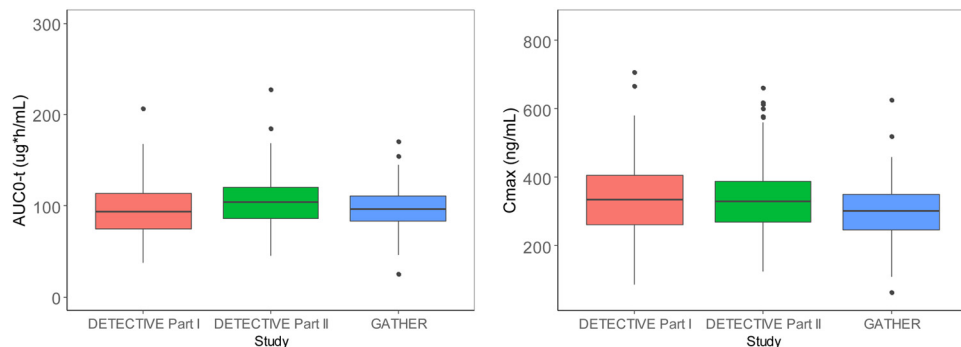 AUC0-t (ug*h/mL)
300
200
100
0
DETECTIVE Part I DETECTIVE Part II GATHER
Study
Cmax (ng/mL)
800
600
400
200
DETECTIVE Part I DETECTIVE Part II GATHER
Study